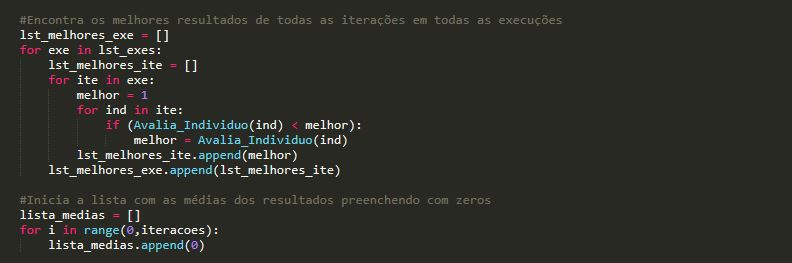 #Encontra os melhores resultados de todas as iterações em todas as execuções
lst_melhores_exe = []
for exe in lst_exes:
    lst_melhores_ite = []
    for ite in exe:
        melhor = 1
        for ind in ite:
            if (Avalia_Individuo(ind) < melhor):
                melhor = Avalia_Individuo(ind)
        lst_melhores_ite.append(melhor)
    lst_melhores_exe.append(lst_melhores_ite)

#Inicia a lista com as médias dos resultados preenchendo com zeros
lista_medias = []
for i in range(0,iteracoes):
    lista_medias.append(0)